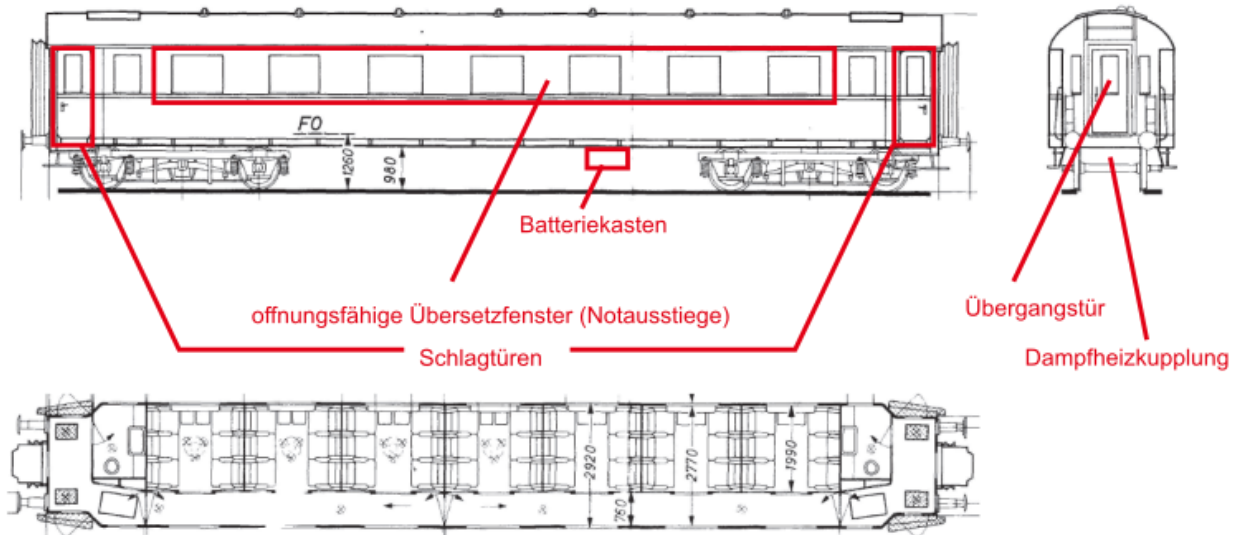 FO
1260
980
Batteriekasten
offnungsfähige Übersetzfenster (Notausstiege)
Schlagtüren
Übergangstür
Dampfheizkupplung
2920
2770
1990
760